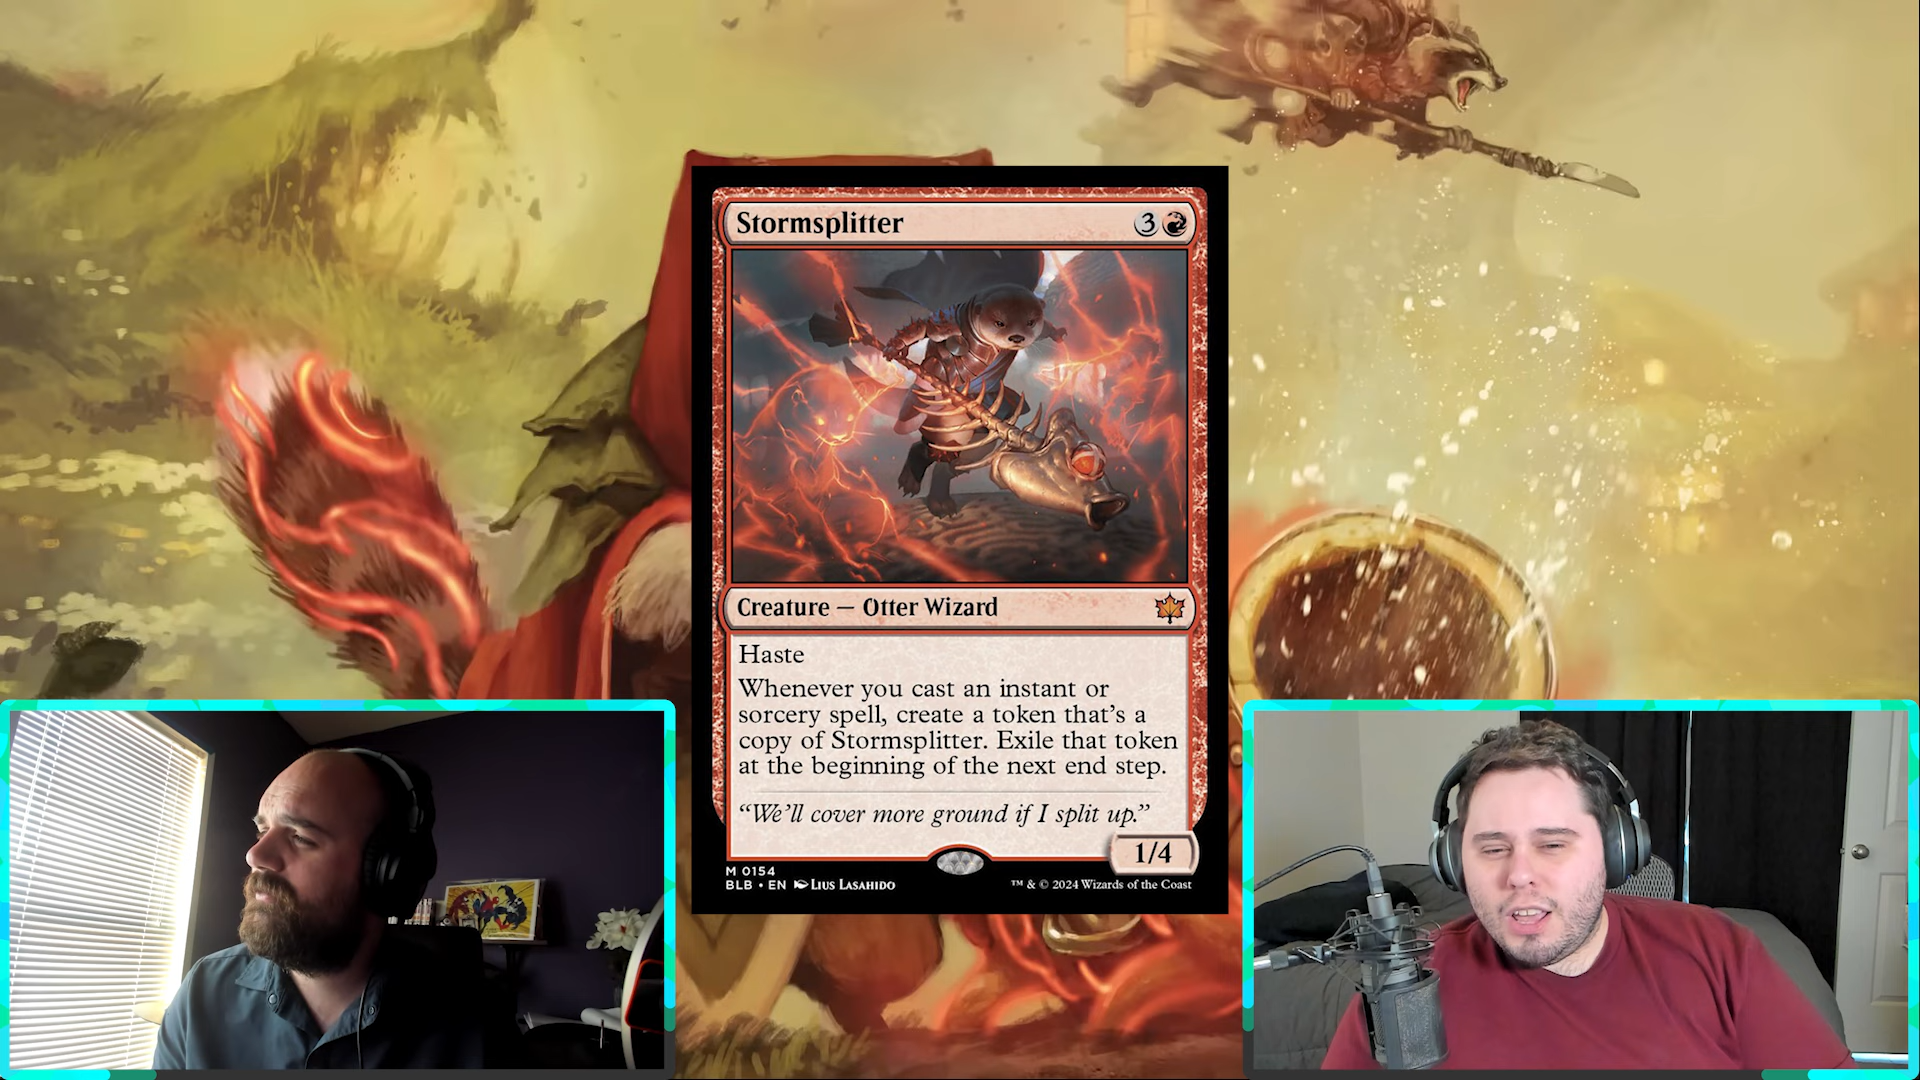 Stormsplitter 3
Creature — Otter Wizard
Haste
Whenever you cast an instant or
sorcery spell, create a token that's a
copy of Stormsplitter. Exile that token
at the beginning of the next end step.
“We'll cover more ground if I split up.”
1/4
M 0154
BLB • EN Lius Lasahido
™ & © 2024 Wizards of the Coast